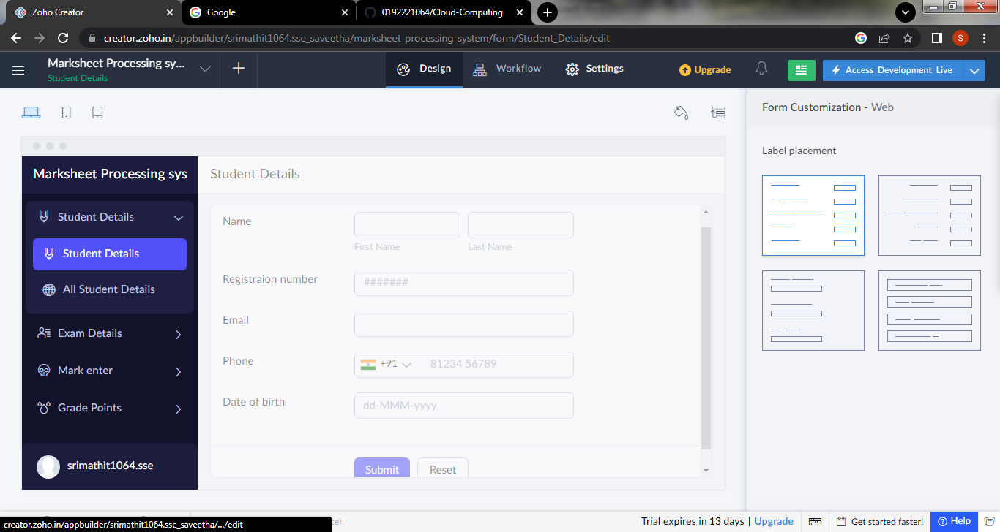 Zoho Creator
Google
0192221064/Cloud-Computing
creator.zoho.in/appbuilder/srimathit1064.sse_saveetha/marksheet-processing-system/form/Student_Details/edit
S
Marksheet Processing sy...
Student Details
Design
Workflow
Settings
Upgrade
Access Development Live
Form Customization - Web
Label placement
Marksheet Processing sys
Student Details
Student Details
Student Details
All Student Details
Exam Details
Mark enter
Grade Points
srimathit1064.sse
Name
First Name
Last Name
Registraion number
#######
Email
Phone
+91
81234 56789
Date of birth
dd-MMM-yyyy
Submit
Reset
creator.zoho.in/appbuilder/srimathit1064.sse_saveetha/.../edit
Trial expires in 13 days | Upgrade
Get started faster!
Help